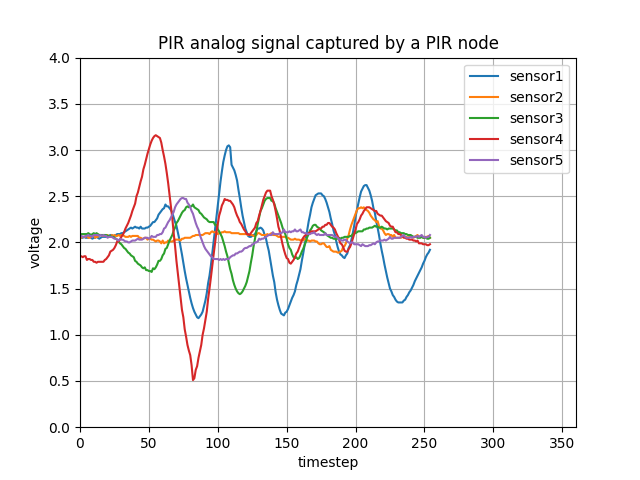 PIR analog signal captured by a PIR node
4.0
3.5
3.0
2.5
2.0
1.5
1.0
0.5
0.0
voltage
sensor1
sensor2
sensor3
sensor4
sensor5
0 50 100 150 200 250 300 350
timestep